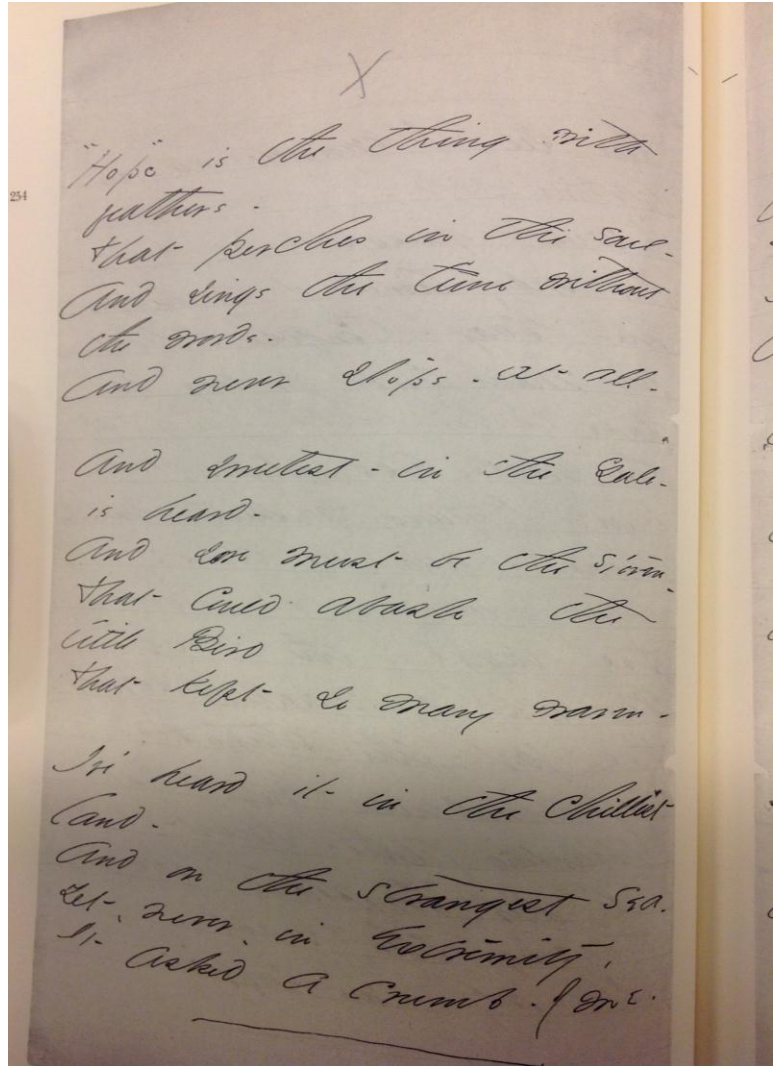 X
254
"Hope" is the thing with
feathers -
That perches in the soul -
And sings the tune without
the words -
And never stops - at all -
And sweetest - in the Gale -
is heard -
And sore must be the storm -
That could abash the
little Bird
That kept so many warm -
I've heard it in the chillest
land -
And on the strangest Sea -
Yet, never, in Extremity,
It asked a crumb - of me.